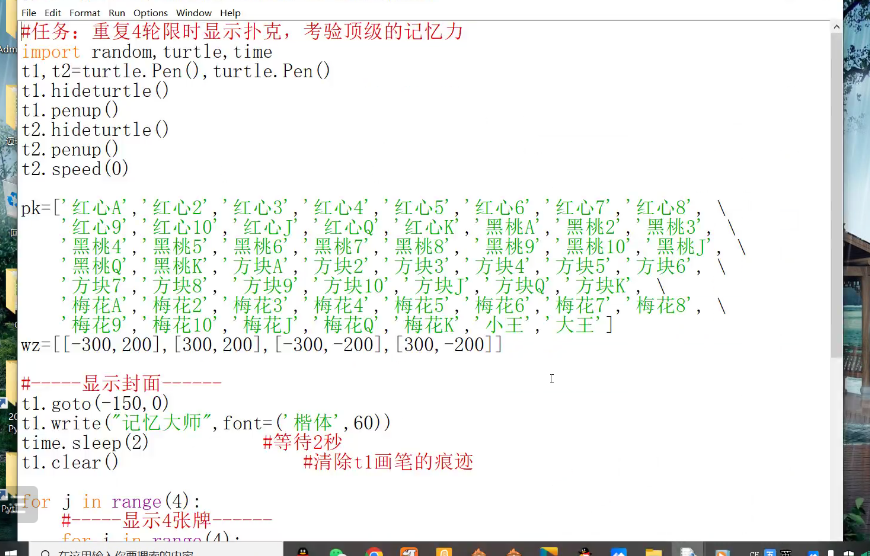 File Edit Format Run Options Window Help
#任务：重复4轮限时显示扑克，考验顶级的记忆力
import random,turtle,time
t1,t2=turtle.Pen(),turtle.Pen()
t1.hideturtle()
t1.penup()
t2.hideturtle()
t2.penup()
t2.speed(0)
pk=['红心A','红心2','红心3','红心4','红心5','红心6','红心7','红心8', \
'红心9','红心10','红心J','红心Q','红心K','黑桃A','黑桃2','黑桃3', \
'黑桃4','黑桃5','黑桃6','黑桃7','黑桃8','黑桃9','黑桃10','黑桃J', \
'黑桃Q','黑桃K','方块A','方块2','方块3','方块4','方块5','方块6', \
'方块7','方块8','方块9','方块10','方块J','方块Q','方块K', \
'梅花A','梅花2','梅花3','梅花4','梅花5','梅花6','梅花7','梅花8', \
'梅花9','梅花10','梅花J','梅花Q','梅花K','小王','大王']
wz=[[-300,200],[300,200],[-300,-200],[300,-200]]
#-----显示封面------
t1.goto(-150,0)
t1.write("记忆大师",font=('楷体',60))
time.sleep(2) #等待2秒
t1.clear() #清除t1画笔的痕迹
for j in range(4):
#-----显示4张牌------
for i in range(4):
在这里输入你要搜索的内容